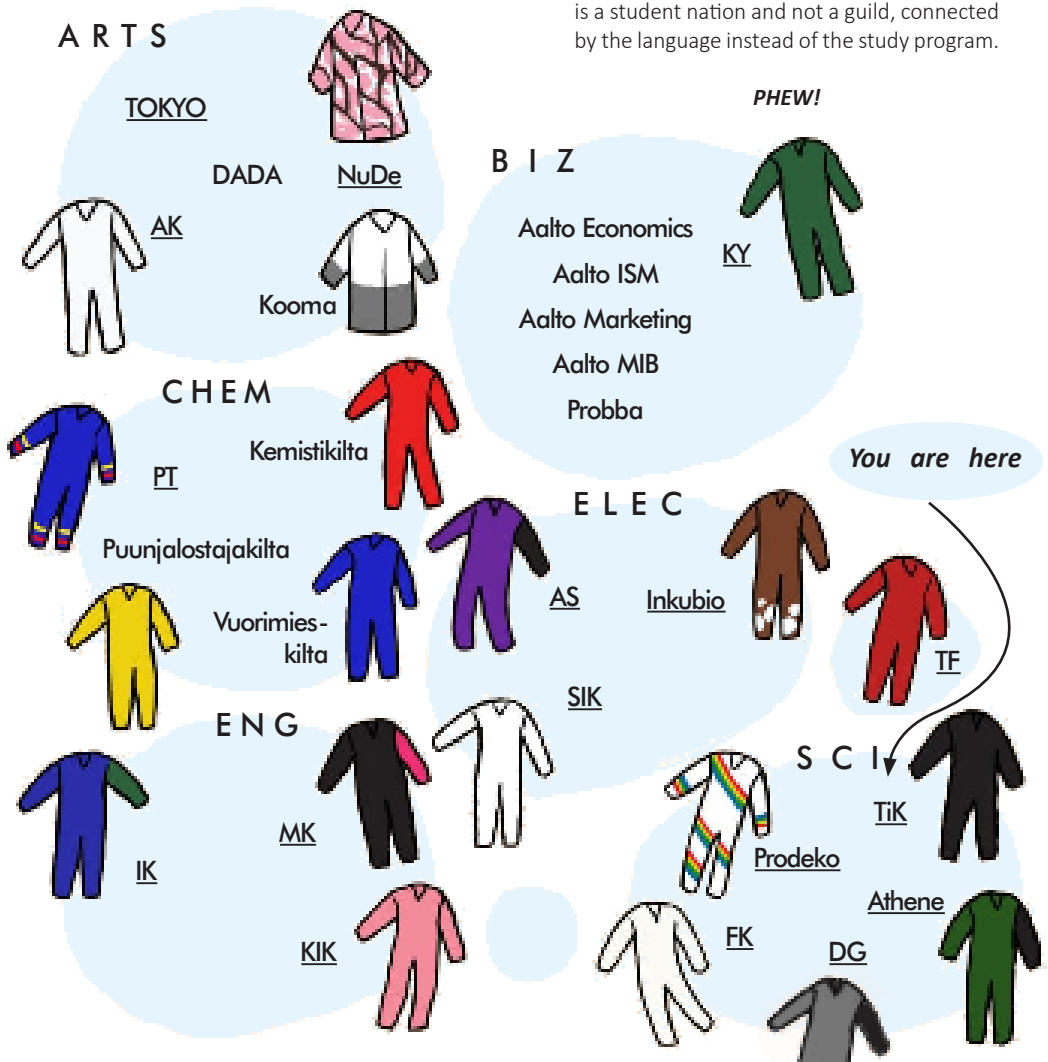 is a student nation and not a guild, connected
by the language instead of the study program.
PHEW!
ARTS
TOKYO
DADA
NuDe
AK
Kooma
BIZ
Aalto Economics
KY
Aalto ISM
Aalto Marketing
Aalto MIB
Probba
CHEM
Kemistikilta
PT
Puunjalostajakilta
Vuorimies-
kilta
You are here
ELEC
AS
Inkubio
SIK
TF
ENG
MK
IK
KIK
SCI
TiK
Prodeko
Athene
FK
DG